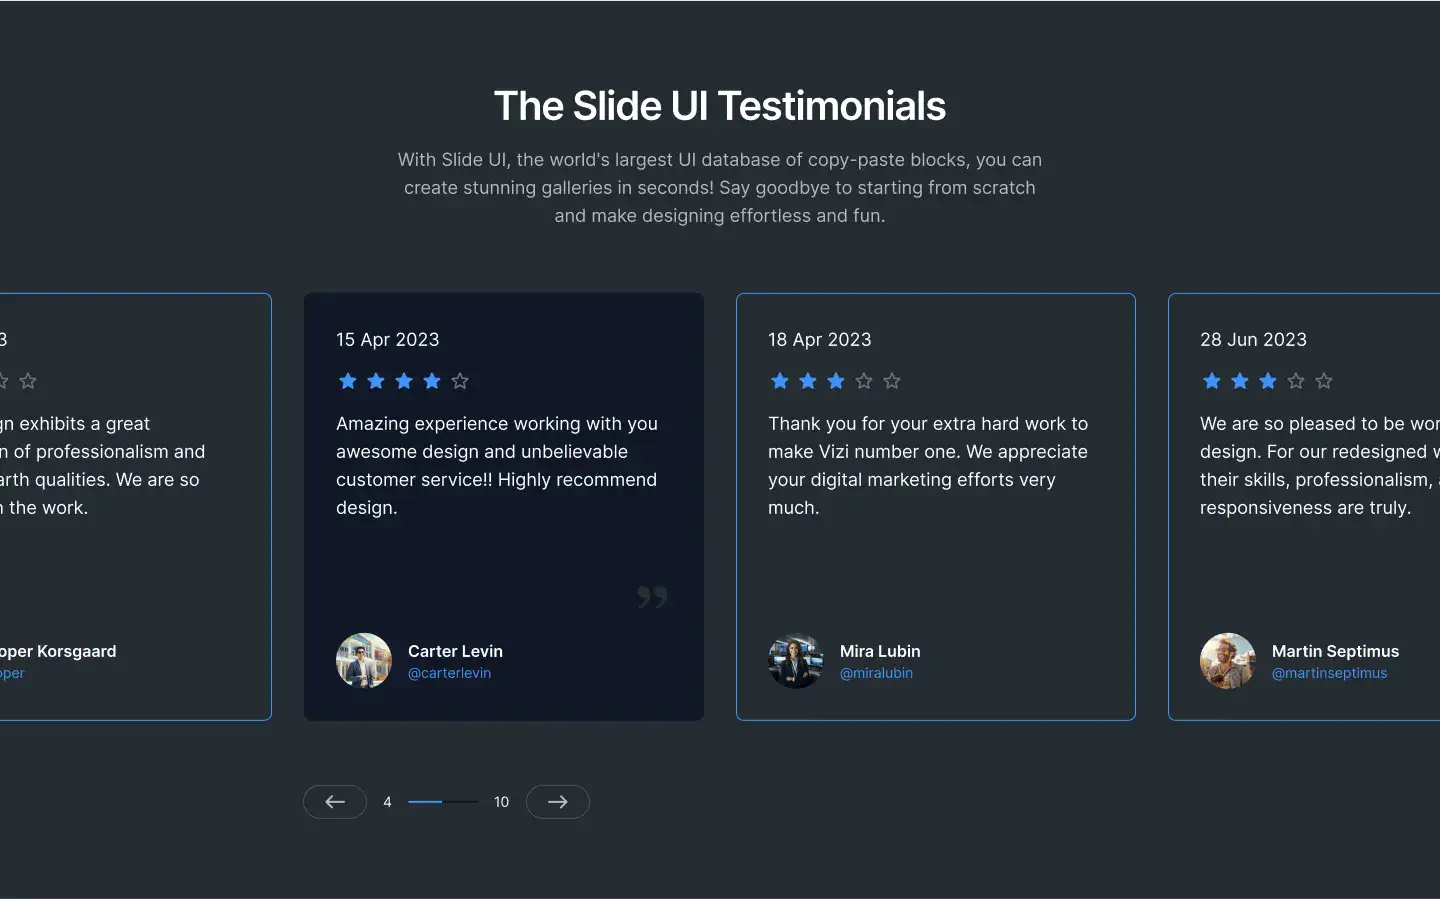 The Slide UI Testimonials
With Slide UI, the world's largest UI database of copy-paste blocks, you can
create stunning galleries in seconds! Say goodbye to starting from scratch
and make designing effortless and fun.
exhibits a great
of professionalism and
qualities. We are so
the work.
Korsgaard
15 Apr 2023
Amazing experience working with you
awesome design and unbelievable
customer service!! Highly recommend
design.
”
Carter Levin
@carterlevin
18 Apr 2023
Thank you for your extra hard work to
make Vizi number one. We appreciate
your digital marketing efforts very
much.
Mira Lubin
@miralubin
28 Jun 2023
We are so pleased to be
design. For our redesigned
their skills, professionalism,
responsiveness are truly.
Martin Septimus
@martinseptimus
4 10